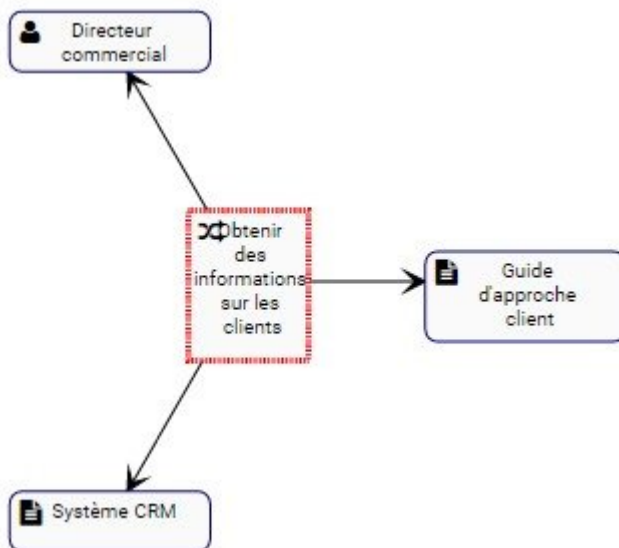 Directeur
commercial
Obtenir
des
informations
sur les
clients
Guide
d'approche
client
Système CRM